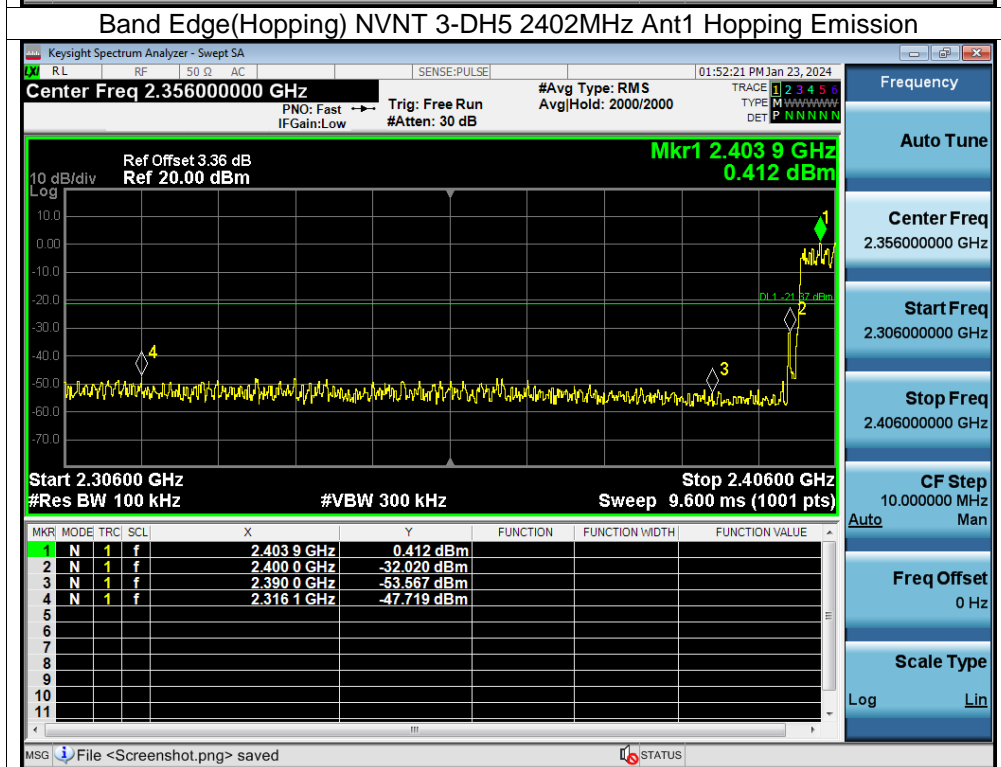 Band Edge(Hopping) NVNT 3-DH5 2402MHz Ant1 Hopping Emission
Keysight Spectrum Analyzer - Swept SA
LXI RL RF 50 Ω AC SENSE:PULSE 01:52:21 PM Jan 23, 2024
Center Freq 2.356000000 GHz
PNO: Fast
IFGain:Low
Trig: Free Run
#Atten: 30 dB
#Avg Type: RMS
Avg|Hold: 2000/2000
TRACE 1 2 3 4 5 6
TYPE M WWWWW
DET P N N N N N
Mkr1 2.403 9 GHz
0.412 dBm
Ref Offset 3.36 dB
10 dB/div Ref 20.00 dBm
Log
10.0
0.00
-10.0
-20.0
-30.0
-40.0
-50.0
-60.0
-70.0
1
DL1 -21.37 dBm
2
3
4
Start 2.30600 GHz Stop 2.40600 GHz
#Res BW 100 kHz #VBW 300 kHz Sweep 9.600 ms (1001 pts)
MKR MODE TRC SCL X Y FUNCTION FUNCTION WIDTH FUNCTION VALUE
1 N 1 f 2.403 9 GHz 0.412 dBm
2 N 1 f 2.400 0 GHz -32.020 dBm
3 N 1 f 2.390 0 GHz -53.567 dBm
4 N 1 f 2.316 1 GHz -47.719 dBm
5
6
7
8
9
10
11
MSG File <Screenshot.png> saved STATUS
Frequency
Auto Tune
Center Freq
2.356000000 GHz
Start Freq
2.306000000 GHz
Stop Freq
2.406000000 GHz
CF Step
10.000000 MHz
Auto Man
Freq Offset
0 Hz
Scale Type
Log Lin